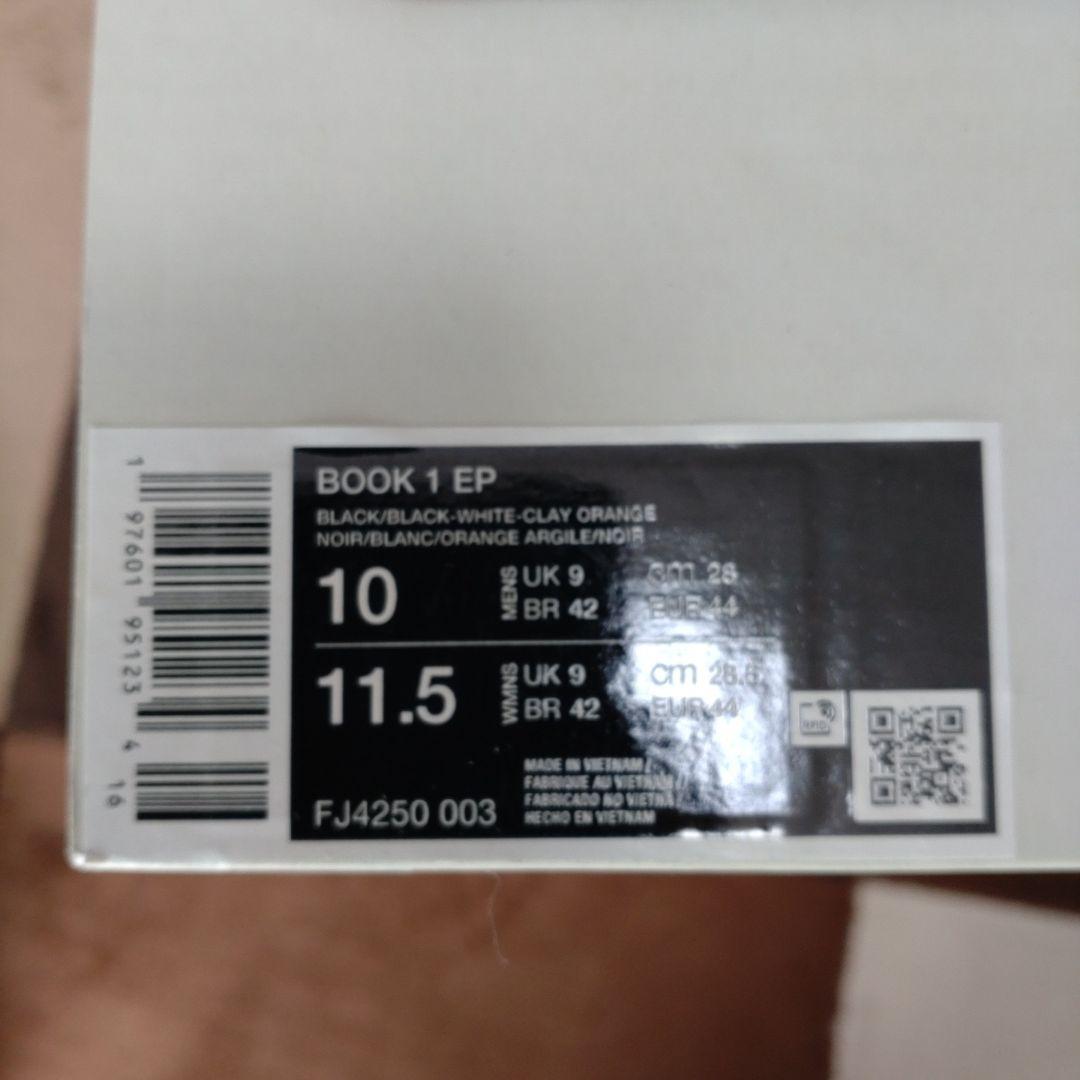 1 97601 95123 4 16
BOOK 1 EP
BLACK/BLACK-WHITE-CLAY ORANGE
NOIR/BLANC/ORANGE ARGILE/NOIR
10 MENS UK 9 cm 28
BR 42 EUR 44
11.5 WMNS UK 9 cm 28.5
BR 42 EUR 44
RFID
MADE IN VIETNAM /
FABRIQUE AU VIETNAM /
FABRICADO NO VIETNA
HECHO EN VIETNAM
FJ4250 003